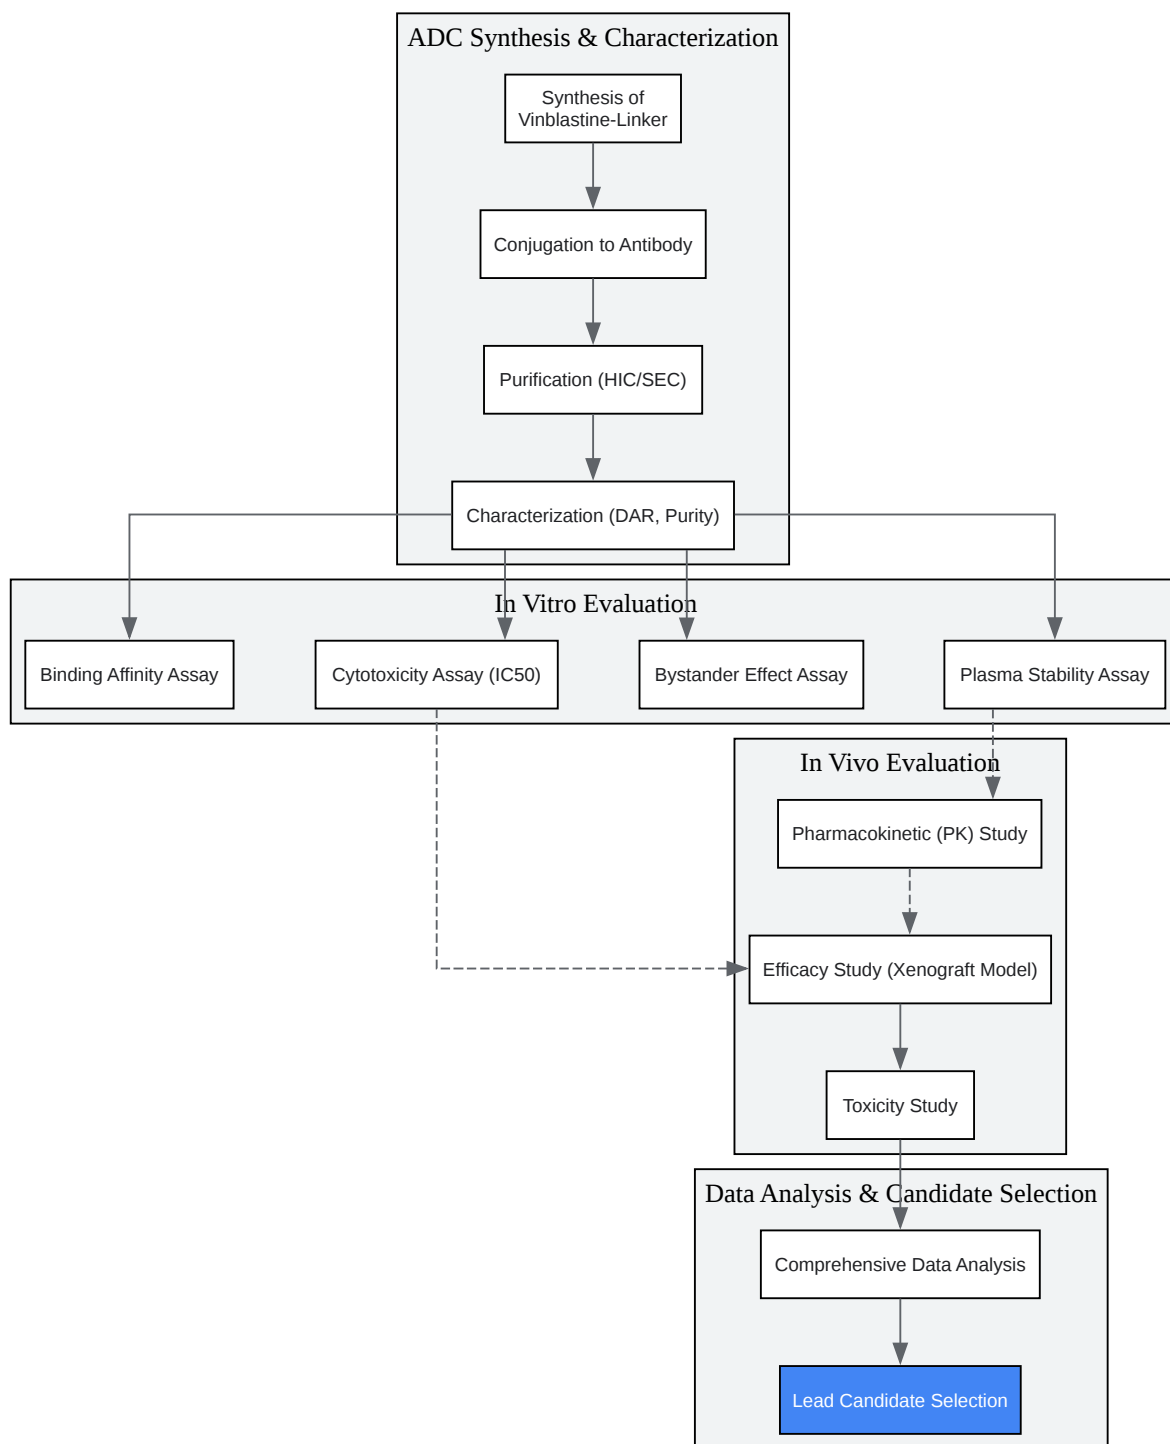 ADC Synthesis & Characterization
Synthesis of
Vinblastine-Linker
Conjugation to Antibody
Purification (HIC/SEC)
Characterization (DAR, Purity)
In Vitro Evaluation
Binding Affinity Assay
Cytotoxicity Assay (IC50)
Bystander Effect Assay
Plasma Stability Assay
In Vivo Evaluation
Pharmacokinetic (PK) Study
Efficacy Study (Xenograft Model)
Toxicity Study
Data Analysis & Candidate Selection
Comprehensive Data Analysis
Lead Candidate Selection